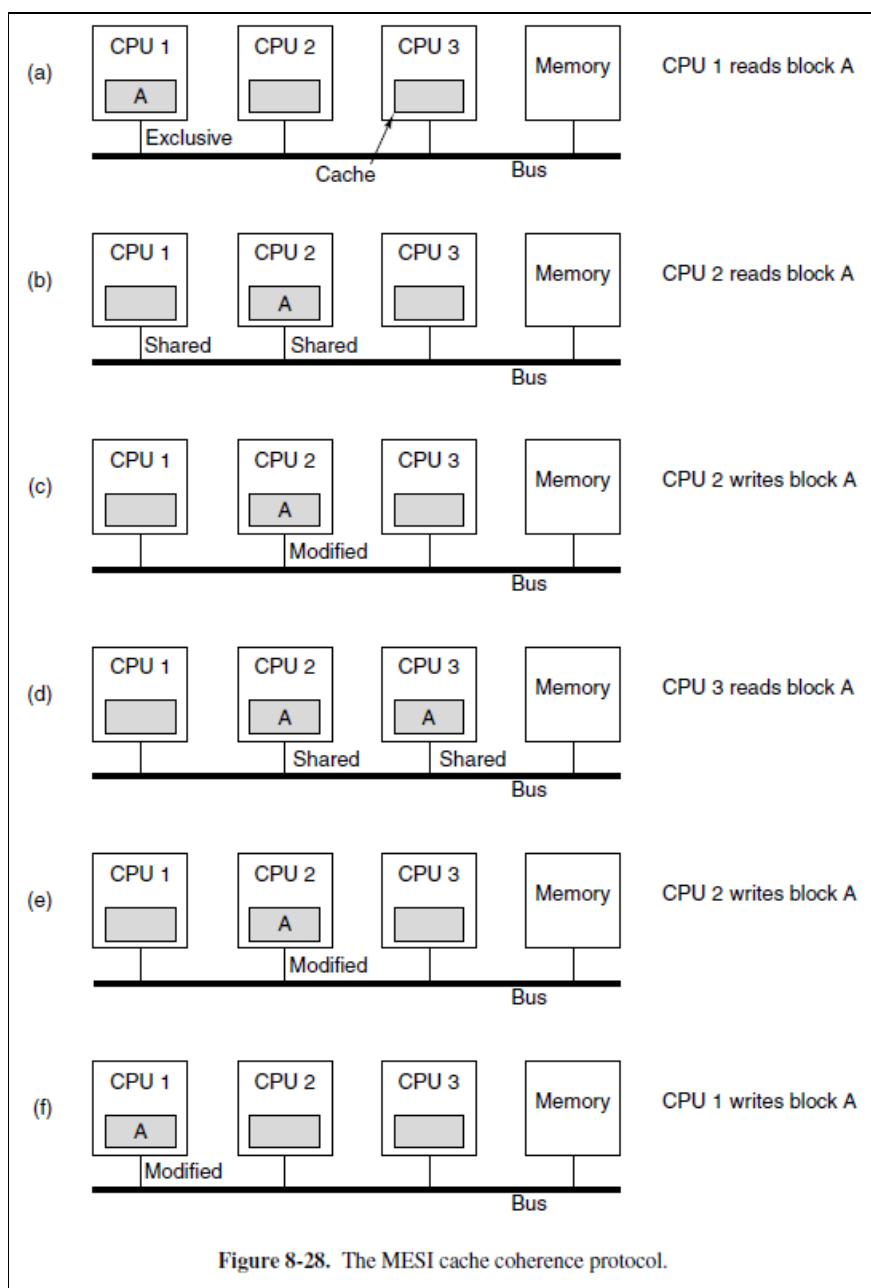 CPU 1 CPU 2 CPU 3
(a) Memory CPU 1 reads block A
A
Exclusive
Cache Bus
CPU 1 CPU 2 CPU 3
(b) Memory CPU 2 reads block A
A
Shared Shared
Bus
CPU 1 CPU 2 CPU 3
(c) Memory CPU 2 writes block A
A
Modified
Bus
CPU 1 CPU 2 CPU 3
(d) Memory CPU 3 reads block A
A A
Shared Shared
Bus
CPU 1 CPU 2 CPU 3
(e) Memory CPU 2 writes block A
A
Modified
Bus
CPU 1 CPU 2 CPU 3
(f) Memory CPU 1 writes block A
A
Modified
Bus
Figure 8-28. The MESI cache coherence protocol.